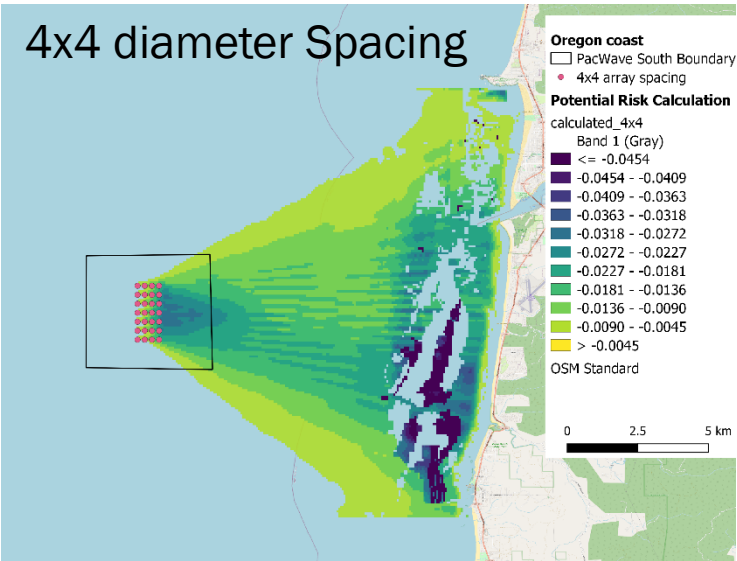 4x4 diameter Spacing
Oregon coast
PacWave South Boundary
4x4 array spacing
Potential Risk Calculation
calculated_4x4
Band 1 (Gray)
<= -0.0454
-0.0454 - -0.0409
-0.0409 - -0.0363
-0.0363 - -0.0318
-0.0318 - -0.0272
-0.0272 - -0.0227
-0.0227 - -0.0181
-0.0181 - -0.0136
-0.0136 - -0.0090
-0.0090 - -0.0045
> -0.0045
OSM Standard
0 2.5 5 km